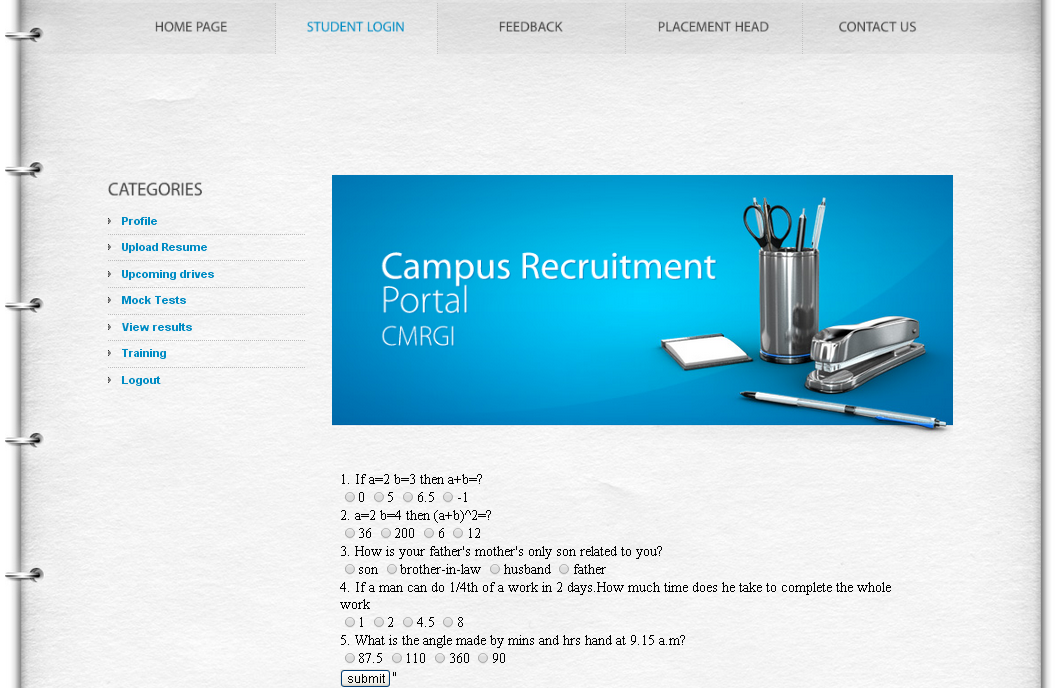 HOME PAGE STUDENT LOGIN FEEDBACK PLACEMENT HEAD CONTACT US
CATEGORIES
Profile
Upload Resume
Upcoming drives
Mock Tests
View results
Training
Logout
Campus Recruitment
Portal
CMRGI
1. If a=2 b=3 then a+b=?
0 5 6.5 -1
2. a=2 b=4 then (a+b)^2=?
36 200 6 12
3. How is your father's mother's only son related to you?
son brother-in-law husband father
4. If a man can do 1/4th of a work in 2 days.How much time does he take to complete the whole
work
1 2 4.5 8
5. What is the angle made by mins and hrs hand at 9.15 a.m?
87.5 110 360 90
submit "